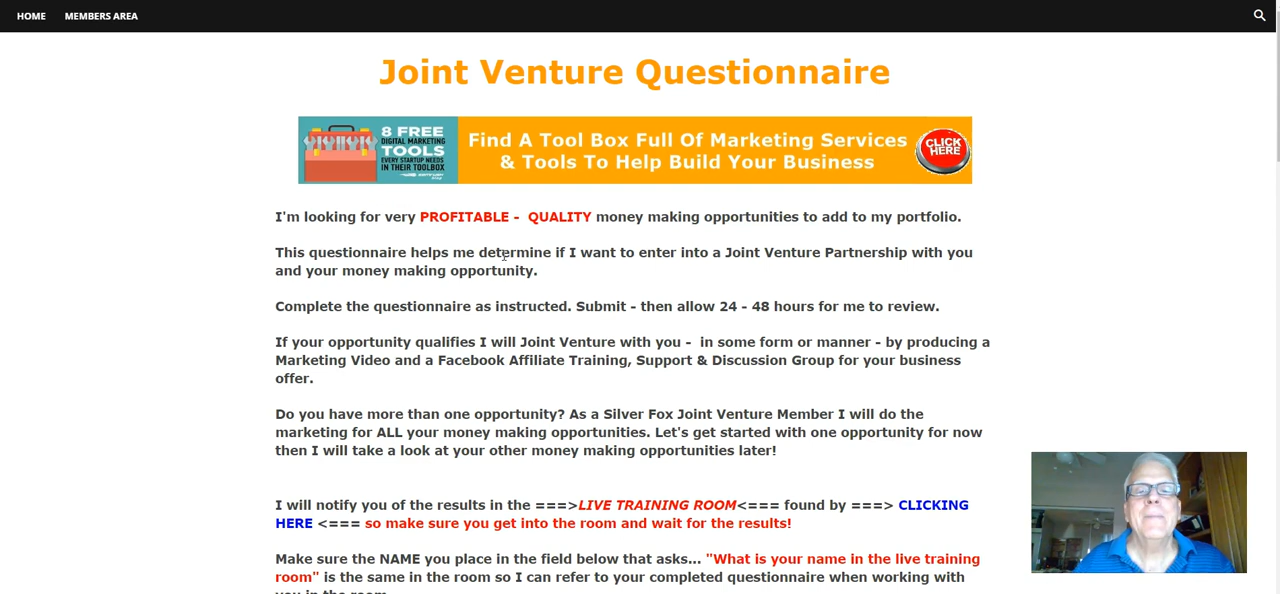 HOME MEMBERS AREA
Joint Venture Questionnaire
8 FREE
DIGITAL MARKETING
TOOLS
EVERY STARTUP NEEDS
IN THEIR TOOLBOX
Find A Tool Box Full Of Marketing Services
& Tools To Help Build Your Business
CLICK
HERE
I'm looking for very PROFITABLE - QUALITY money making opportunities to add to my portfolio.
This questionnaire helps me determine if I want to enter into a Joint Venture Partnership with you
and your money making opportunity.
Complete the questionnaire as instructed. Submit - then allow 24 - 48 hours for me to review.
If your opportunity qualifies I will Joint Venture with you - in some form or manner - by producing a
Marketing Video and a Facebook Affiliate Training, Support & Discussion Group for your business
offer.
Do you have more than one opportunity? As a Silver Fox Joint Venture Member I will do the
marketing for ALL your money making opportunities. Let's get started with one opportunity for now
then I will take a look at your other money making opportunities later!
I will notify you of the results in the ===>LIVE TRAINING ROOM<=== found by ===> CLICKING
HERE <=== so make sure you get into the room and wait for the results!
Make sure the NAME you place in the field below that asks... "What is your name in the live training
room" is the same in the room so I can refer to your completed questionnaire when working with
you in the room